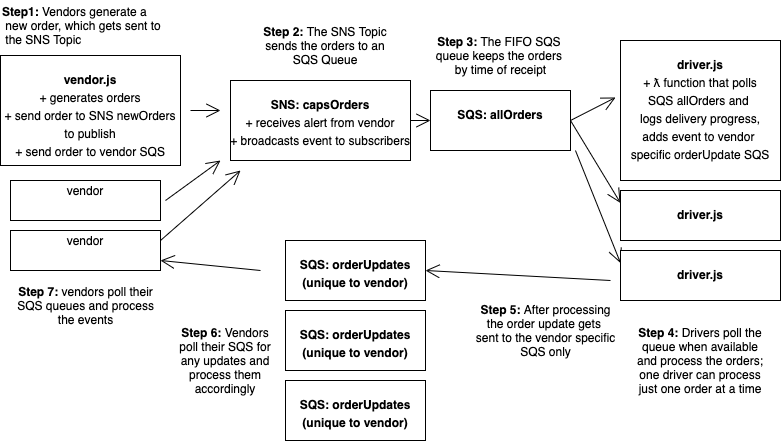 Step1: Vendors generate a
new order, which gets sent to
the SNS Topic
vendor.js
+ generates orders
+ send order to SNS newOrders
to publish
+ send order to vendor SQS
vendor
vendor
Step 2: The SNS Topic
sends the orders to an
SQS Queue
SNS: capsOrders
+ receives alert from vendor
+ broadcasts event to subscribers
Step 3: The FIFO SQS
queue keeps the orders
by time of receipt
SQS: allOrders
driver.js
+ λ function that polls
SQS allOrders and
logs delivery progress,
adds event to vendor
specific orderUpdate SQS
driver.js
driver.js
Step 4: Drivers poll the
queue when available
and process the orders;
one driver can process
just one order at a time
Step 5: After processing
the order update gets
sent to the vendor specific
SQS only
SQS: orderUpdates
(unique to vendor)
SQS: orderUpdates
(unique to vendor)
SQS: orderUpdates
(unique to vendor)
Step 6: Vendors
poll their SQS for
any updates and
process them
accordingly
Step 7: vendors poll their
SQS queues and process
the events